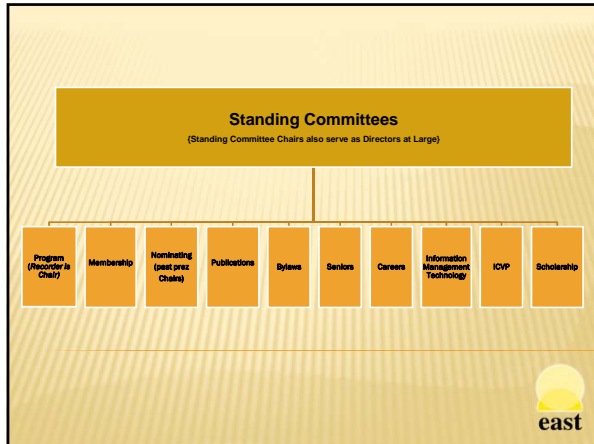 Standing Committees
{Standing Committee Chairs also serve as Directors at Large}
Program
(Recorder is
Chair)
Membership
Nominating
(past prez
Chairs)
Publications
Bylaws
Seniors
Careers
Information
Management
Technology
ICVP
Scholarship
east